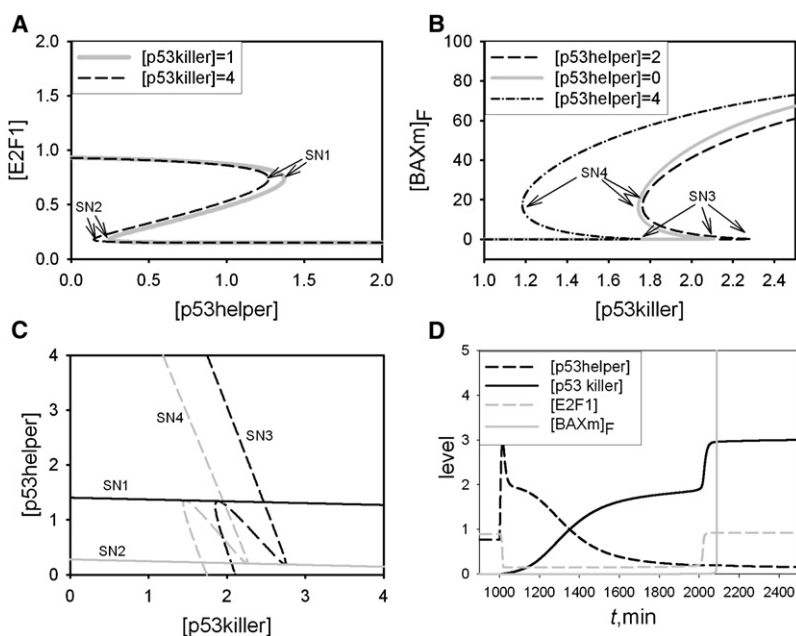 A
[p53killer]=1
[p53killer]=4
[E2F1]
2.0
1.5
1.0
0.5
0.0
SN1
SN2
0.0 0.5 1.0 1.5 2.0
[p53helper]
B
[p53helper]=2
[p53helper]=0
[p53helper]=4
[BAXm]F
100
80
60
40
20
0
SN4
SN3
1.0 1.2 1.4 1.6 1.8 2.0 2.2 2.4
[p53killer]
C
[p53helper]
4
3
2
1
0
SN4
SN3
SN1
SN2
0 1 2 3 4
[p53killer]
D
[p53helper]
[p53 killer]
[E2F1]
[BAXm]F
level
5
4
3
2
1
0
1000 1200 1400 1600 1800 2000 2200 2400
t,min